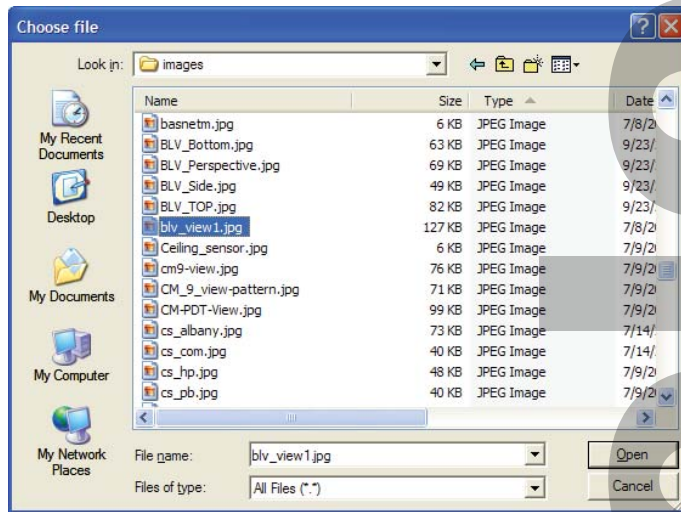 Choose file
Look in: images
My Recent Documents
Desktop
My Documents
My Computer
My Network Places
Name Size Type Date
basnetm.jpg 6 KB JPEG Image 7/8/2
BLV_Bottom.jpg 63 KB JPEG Image 9/23/
BLV_Perspective.jpg 69 KB JPEG Image 9/23/
BLV_Side.jpg 49 KB JPEG Image 9/23/
BLV_TOP.jpg 82 KB JPEG Image 9/23/
blv_view1.jpg 127 KB JPEG Image 7/8/2
Ceiling_sensor.jpg 6 KB JPEG Image 7/9/2
cm9-view.jpg 76 KB JPEG Image 7/9/2
CM_9_view-pattern.jpg 71 KB JPEG Image 7/9/2
CM-PDT-View.jpg 99 KB JPEG Image 7/9/2
cs_albany.jpg 73 KB JPEG Image 7/14/
cs_com.jpg 40 KB JPEG Image 7/14/
cs_hp.jpg 48 KB JPEG Image 7/9/2
cs_pb.jpg 40 KB JPEG Image 7/9/2
File name: blv_view1.jpg Open
Files of type: All Files (*.*) Cancel